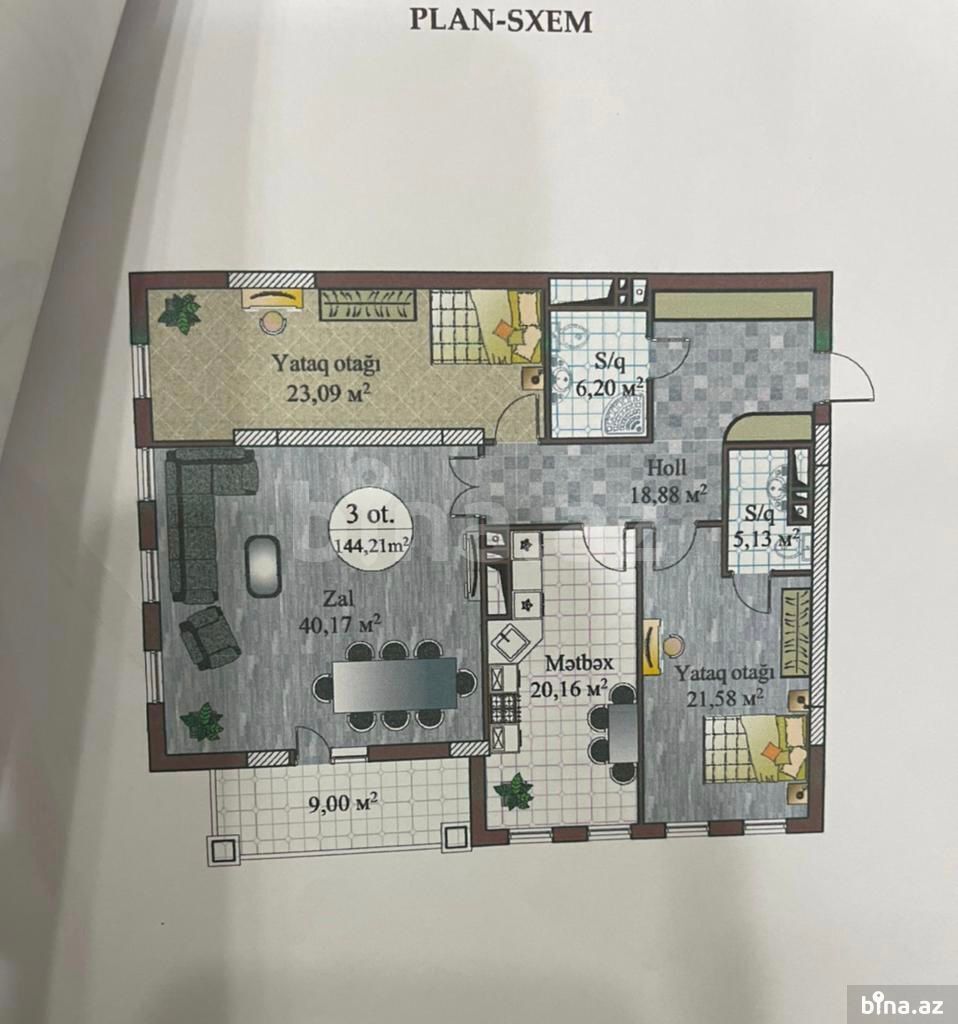 PLAN-SXEM
Yataq otağı
23,09 м²
S/q
6,20 м²
Holl
18,88 м²
S/q
5,13 м²
3 ot.
144,21m²
bina.az
Zal
40,17 м²
Mətbəx
20,16 м²
Yataq otağı
21,58 м²
9,00 м²
bina.az